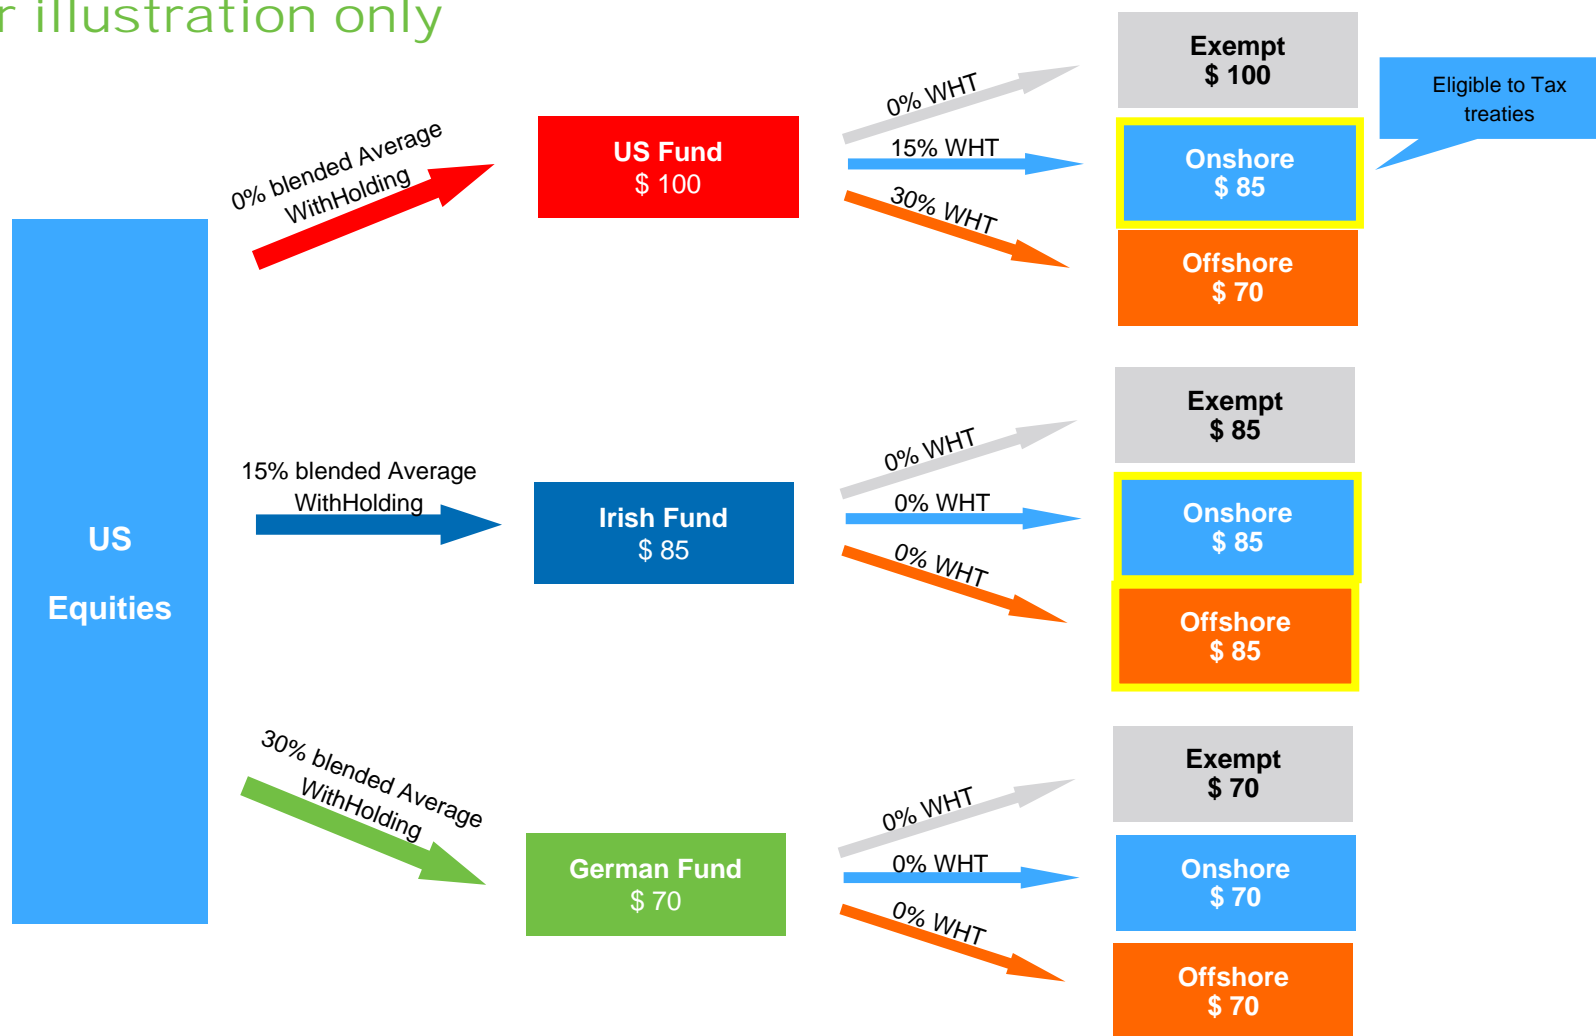 r illustration only
US
Equities
0% blended Average
WithHolding
US Fund
$ 100
0% WHT
15% WHT
30% WHT
Exempt
$ 100
Onshore
$ 85
Offshore
$ 70
Eligible to Tax
treaties
15% blended Average
WithHolding
Irish Fund
$ 85
0% WHT
0% WHT
0% WHT
Exempt
$ 85
Onshore
$ 85
Offshore
$ 85
30% blended Average
WithHolding
German Fund
$ 70
0% WHT
0% WHT
0% WHT
Exempt
$ 70
Onshore
$ 70
Offshore
$ 70